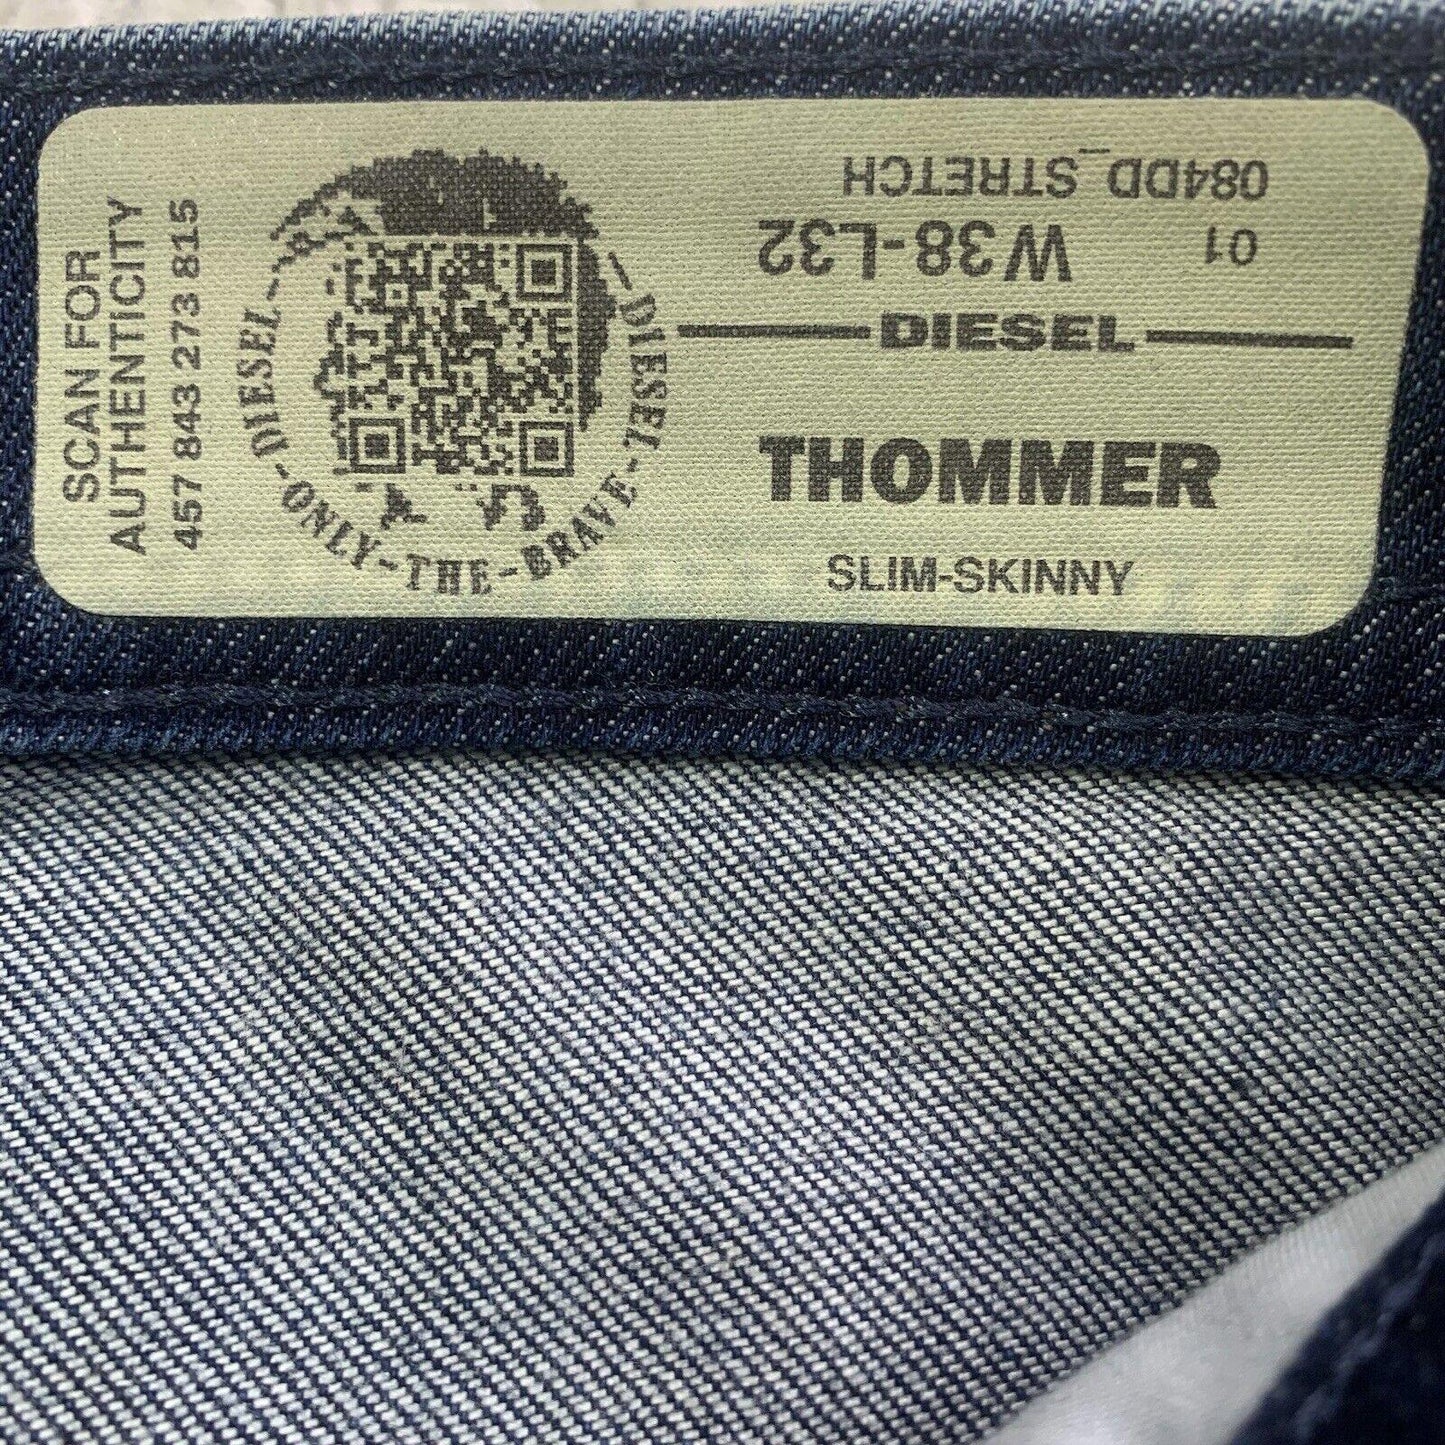 SCAN FOR
AUTHENTICITY
457 843 273 815
DIESEL-ONLY-THE-BRAVE-DIESEL
084DD_STRETCH
01 W38-L32
DIESEL
THOMMER
SLIM-SKINNY